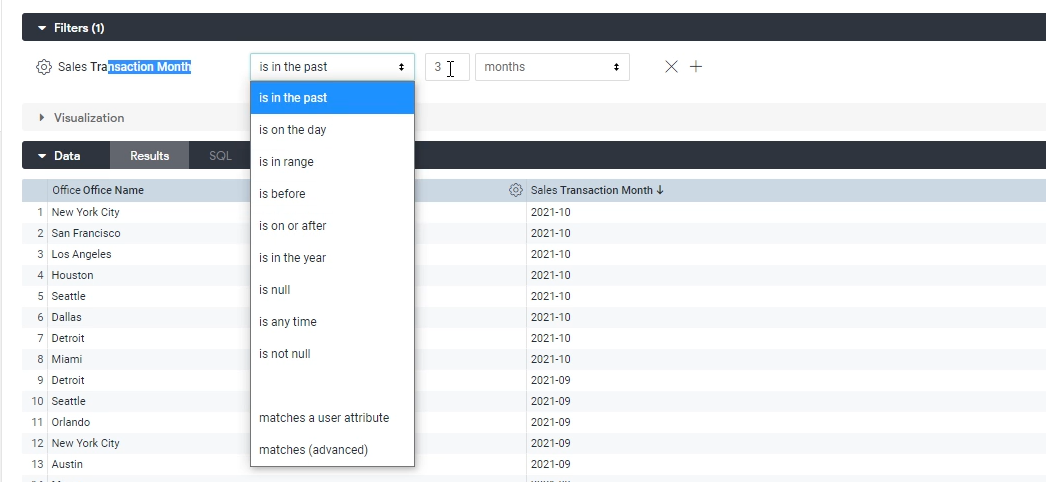 Filters (1)
Sales Transaction Month is in the past 3 months
is in the past
is on the day
Visualization
is in range
Data Results SQL
is before
Office Office Name Sales Transaction Month
is on or after
1 New York City 2021-10
2 San Francisco 2021-10
is in the year
3 Los Angeles 2021-10
4 Houston 2021-10
is null
5 Seattle 2021-10
6 Dallas 2021-10
is any time
7 Detroit 2021-10
8 Miami 2021-10
is not null
9 Detroit 2021-09
10 Seattle 2021-09
matches a user attribute
11 Orlando 2021-09
12 New York City 2021-09
matches (advanced)
13 Austin 2021-09